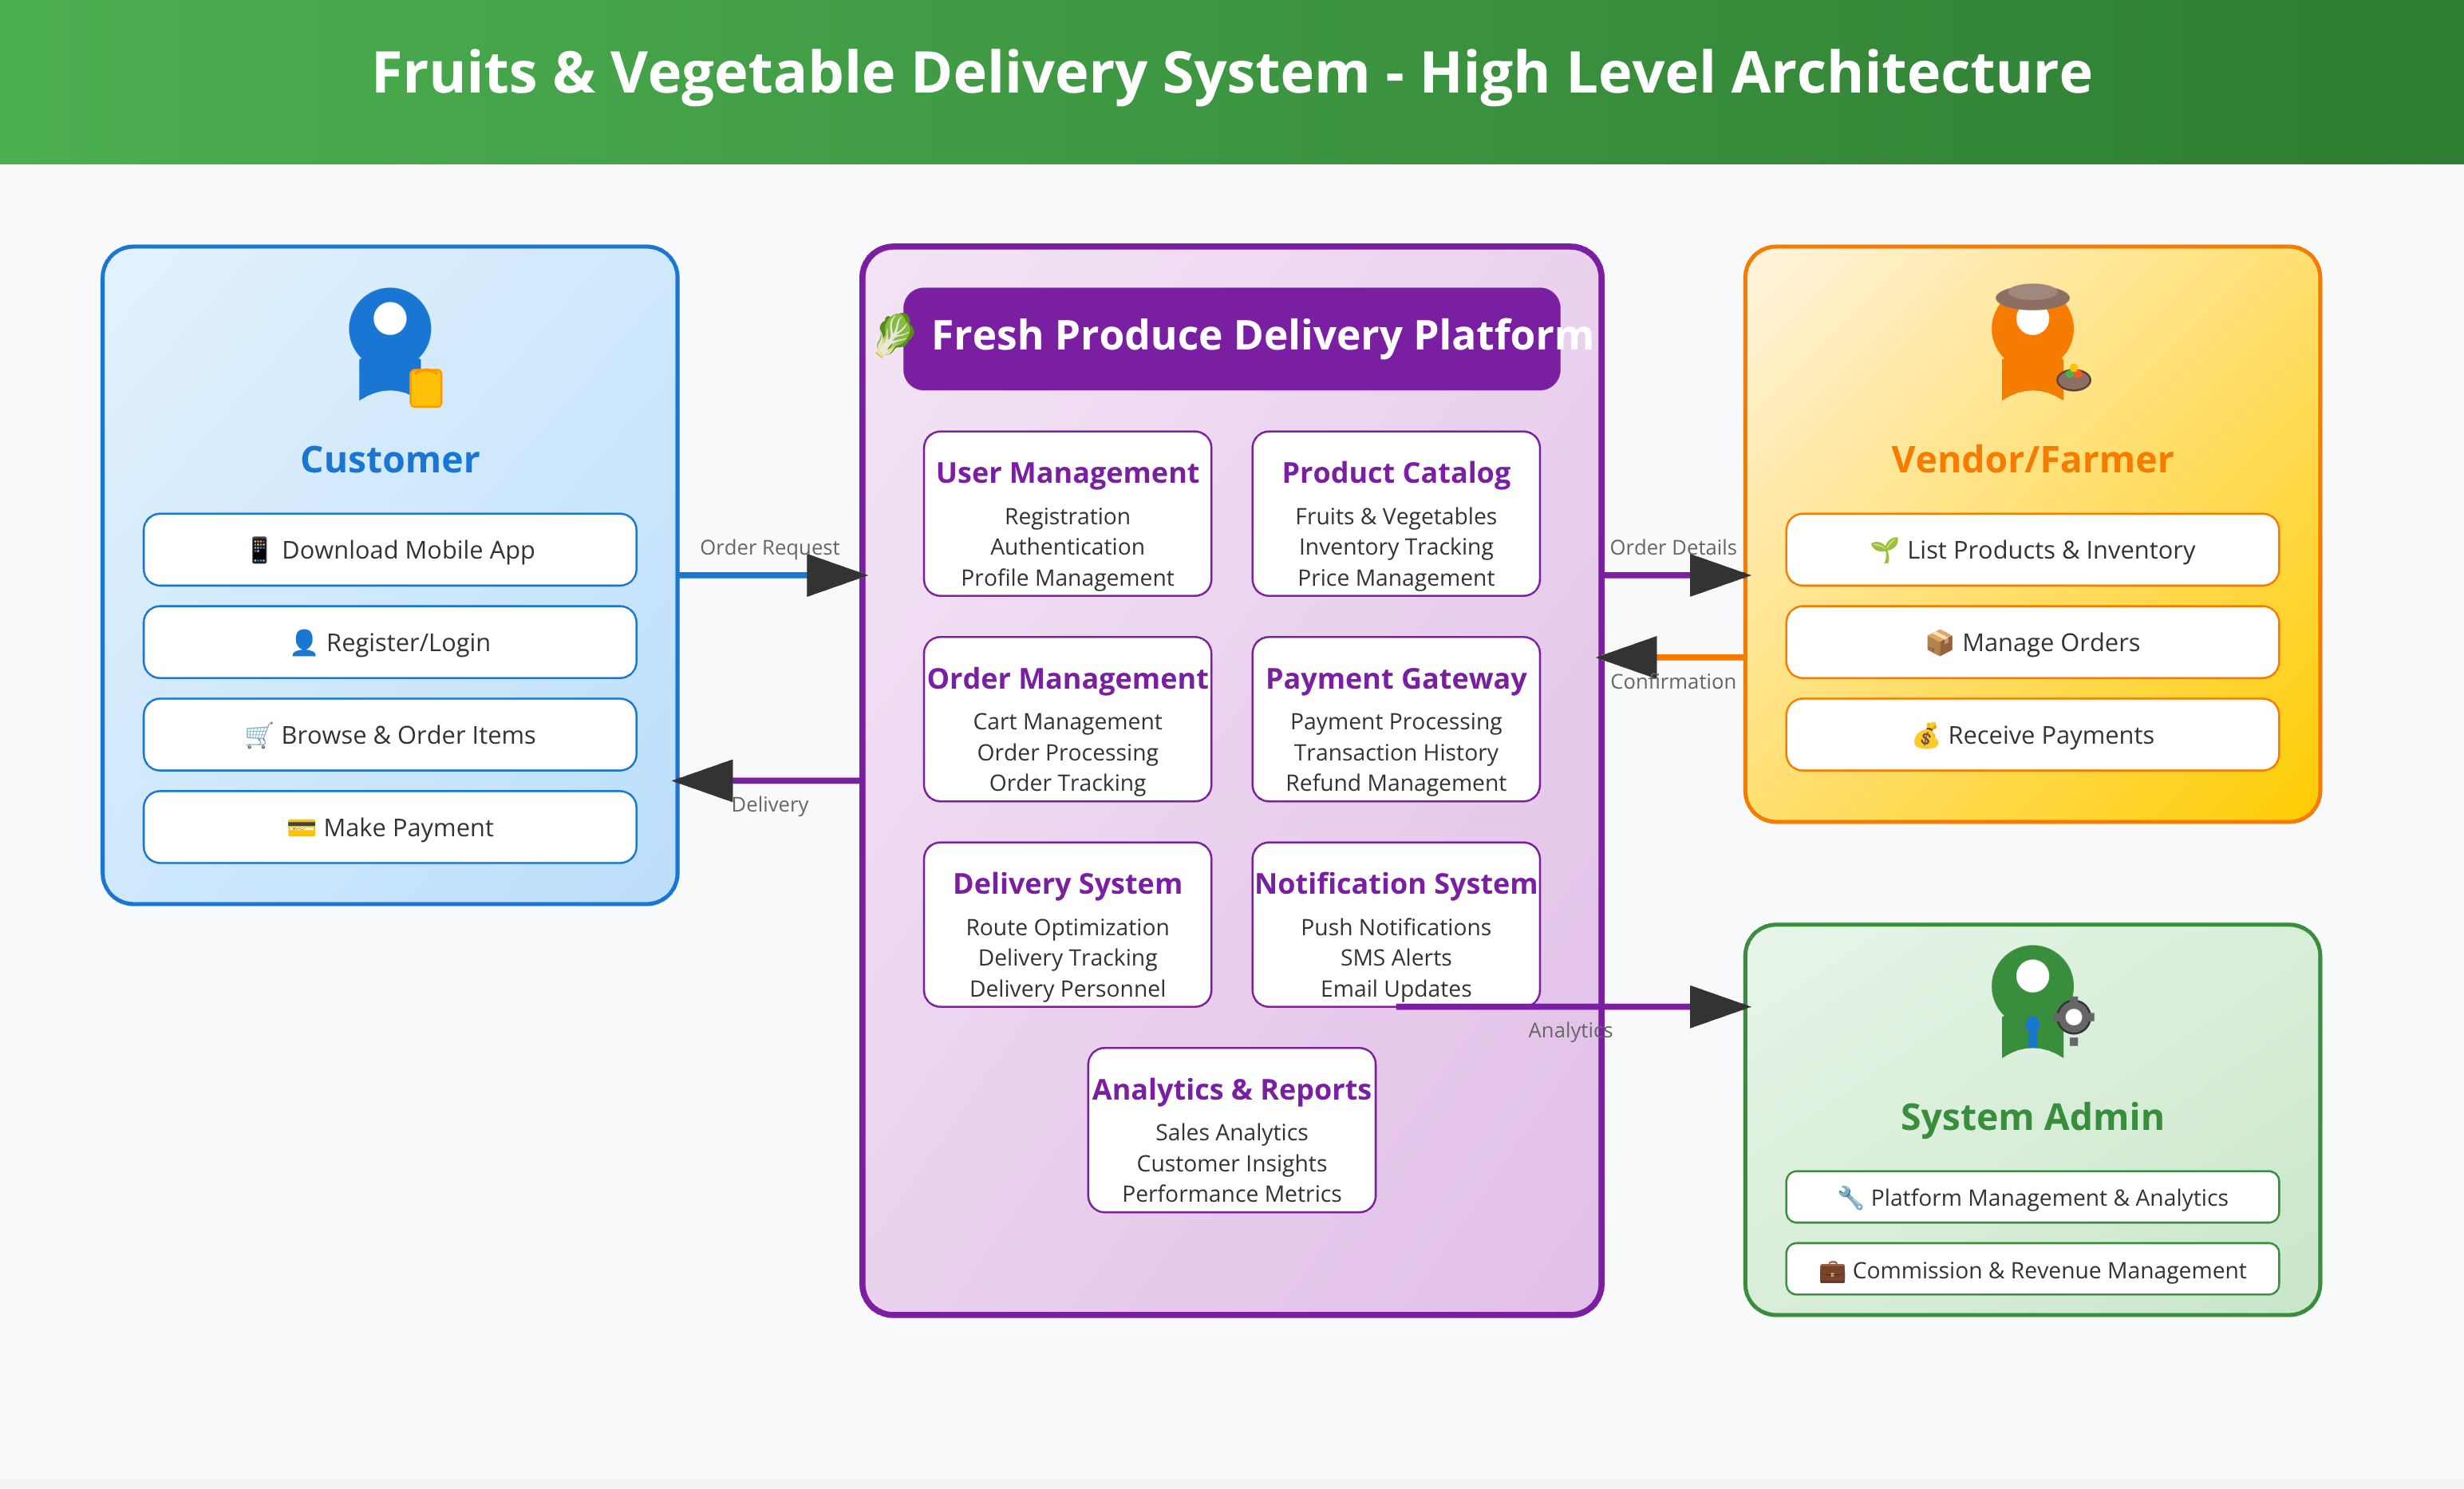 Fruits & Vegetable Delivery System - High Level Architecture
Customer
📱 Download Mobile App
👤 Register/Login
🛒 Browse & Order Items
💳 Make Payment
Order Request
Delivery
🥬 Fresh Produce Delivery Platform
User Management
Registration
Authentication
Profile Management
Product Catalog
Fruits & Vegetables
Inventory Tracking
Price Management
Order Management
Cart Management
Order Processing
Order Tracking
Payment Gateway
Payment Processing
Transaction History
Refund Management
Delivery System
Route Optimization
Delivery Tracking
Delivery Personnel
Notification System
Push Notifications
SMS Alerts
Email Updates
Analytics & Reports
Sales Analytics
Customer Insights
Performance Metrics
Order Details
Confirmation
Analytics
Vendor/Farmer
🌱 List Products & Inventory
📦 Manage Orders
💰 Receive Payments
System Admin
🔧 Platform Management & Analytics
💼 Commission & Revenue Management